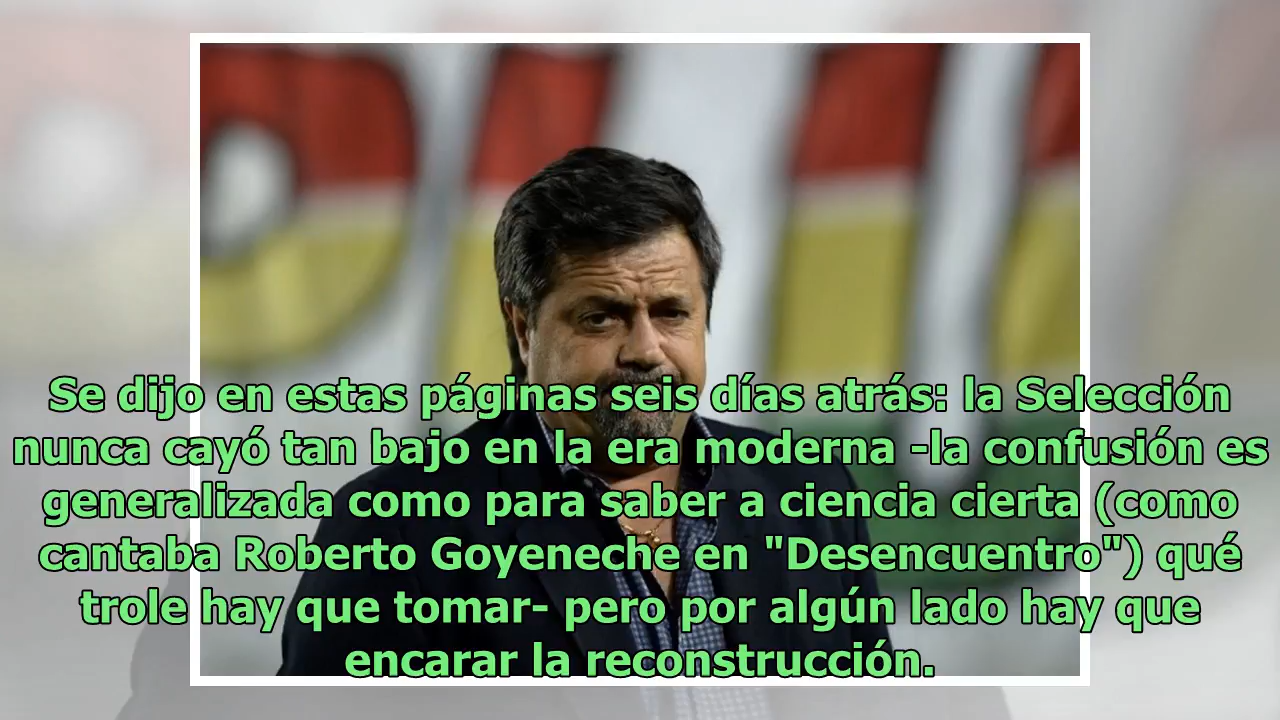 Se dijo en estas páginas seis días atrás: la Selección
nunca cayó tan bajo en la era moderna -la confusión es
generalizada como para saber a ciencia cierta (como
cantaba Roberto Goyeneche en "Desencuentro") qué
trole hay que tomar- pero por algún lado hay que
encarar la reconstrucción.